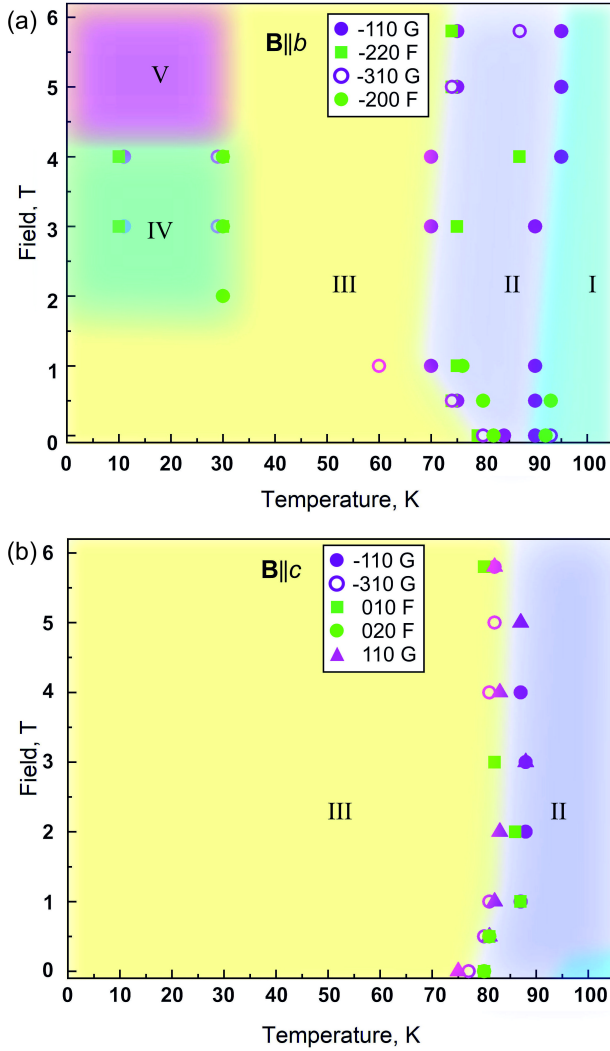 (a)
B||b
-110 G
-220 F
-310 G
-200 F
V
IV
III
II
I
Field, T
6
5
4
3
2
1
0
0 10 20 30 40 50 60 70 80 90 100
Temperature, K
(b)
B||c
-110 G
-310 G
010 F
020 F
110 G
III
II
Field, T
6
5
4
3
2
1
0
0 10 20 30 40 50 60 70 80 90 100
Temperature, K